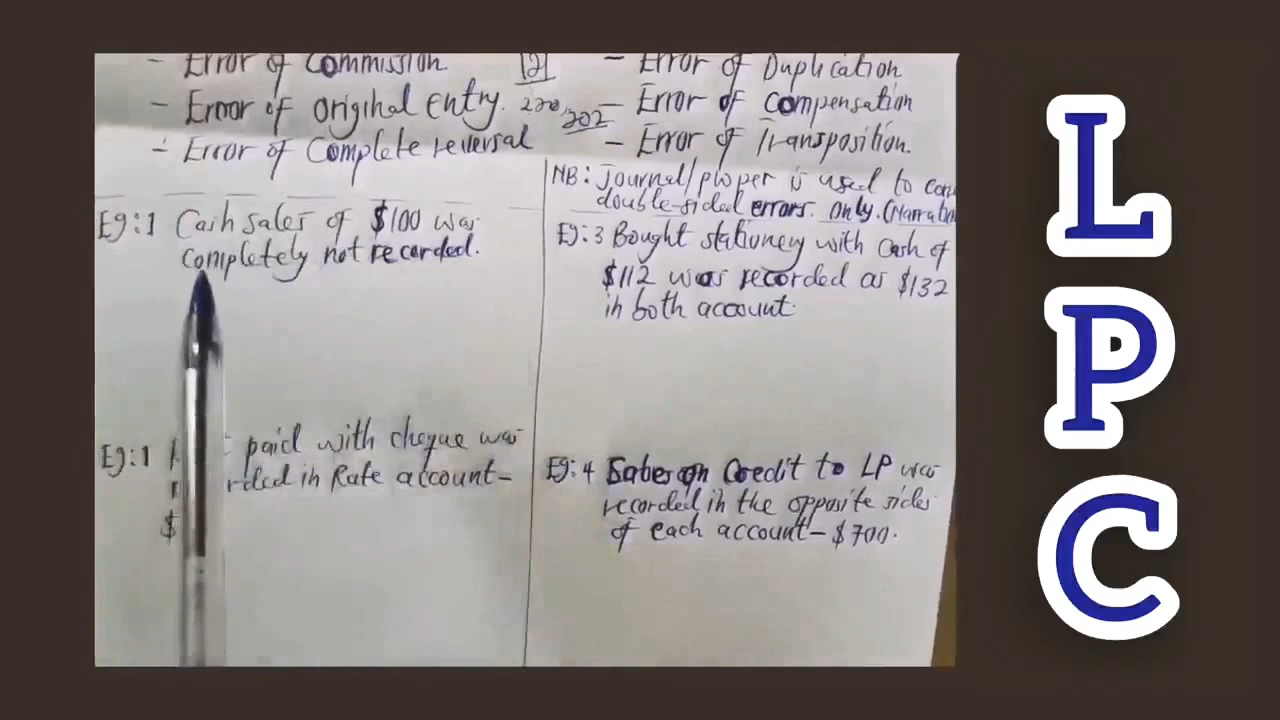 - Error of Commission
- Error of Original Entry. 220, 202
- Error of Complete reversal
- Error of Duplication
- Error of Compensation
- Error of Transposition
NB: Journal/proper is used to
double-sided errors. only.
Eg:1 Cash sales of $100 was
completely not recorded.
Eg:3 Bought stationery with cash of
$112 was recorded as $132
in both account.
Eg:1 paid with cheque was
in Rate account-
$
Eg:4 Sales on Credit to LP was
recorded in the opposite sides
of each account- $700.
L
P
C